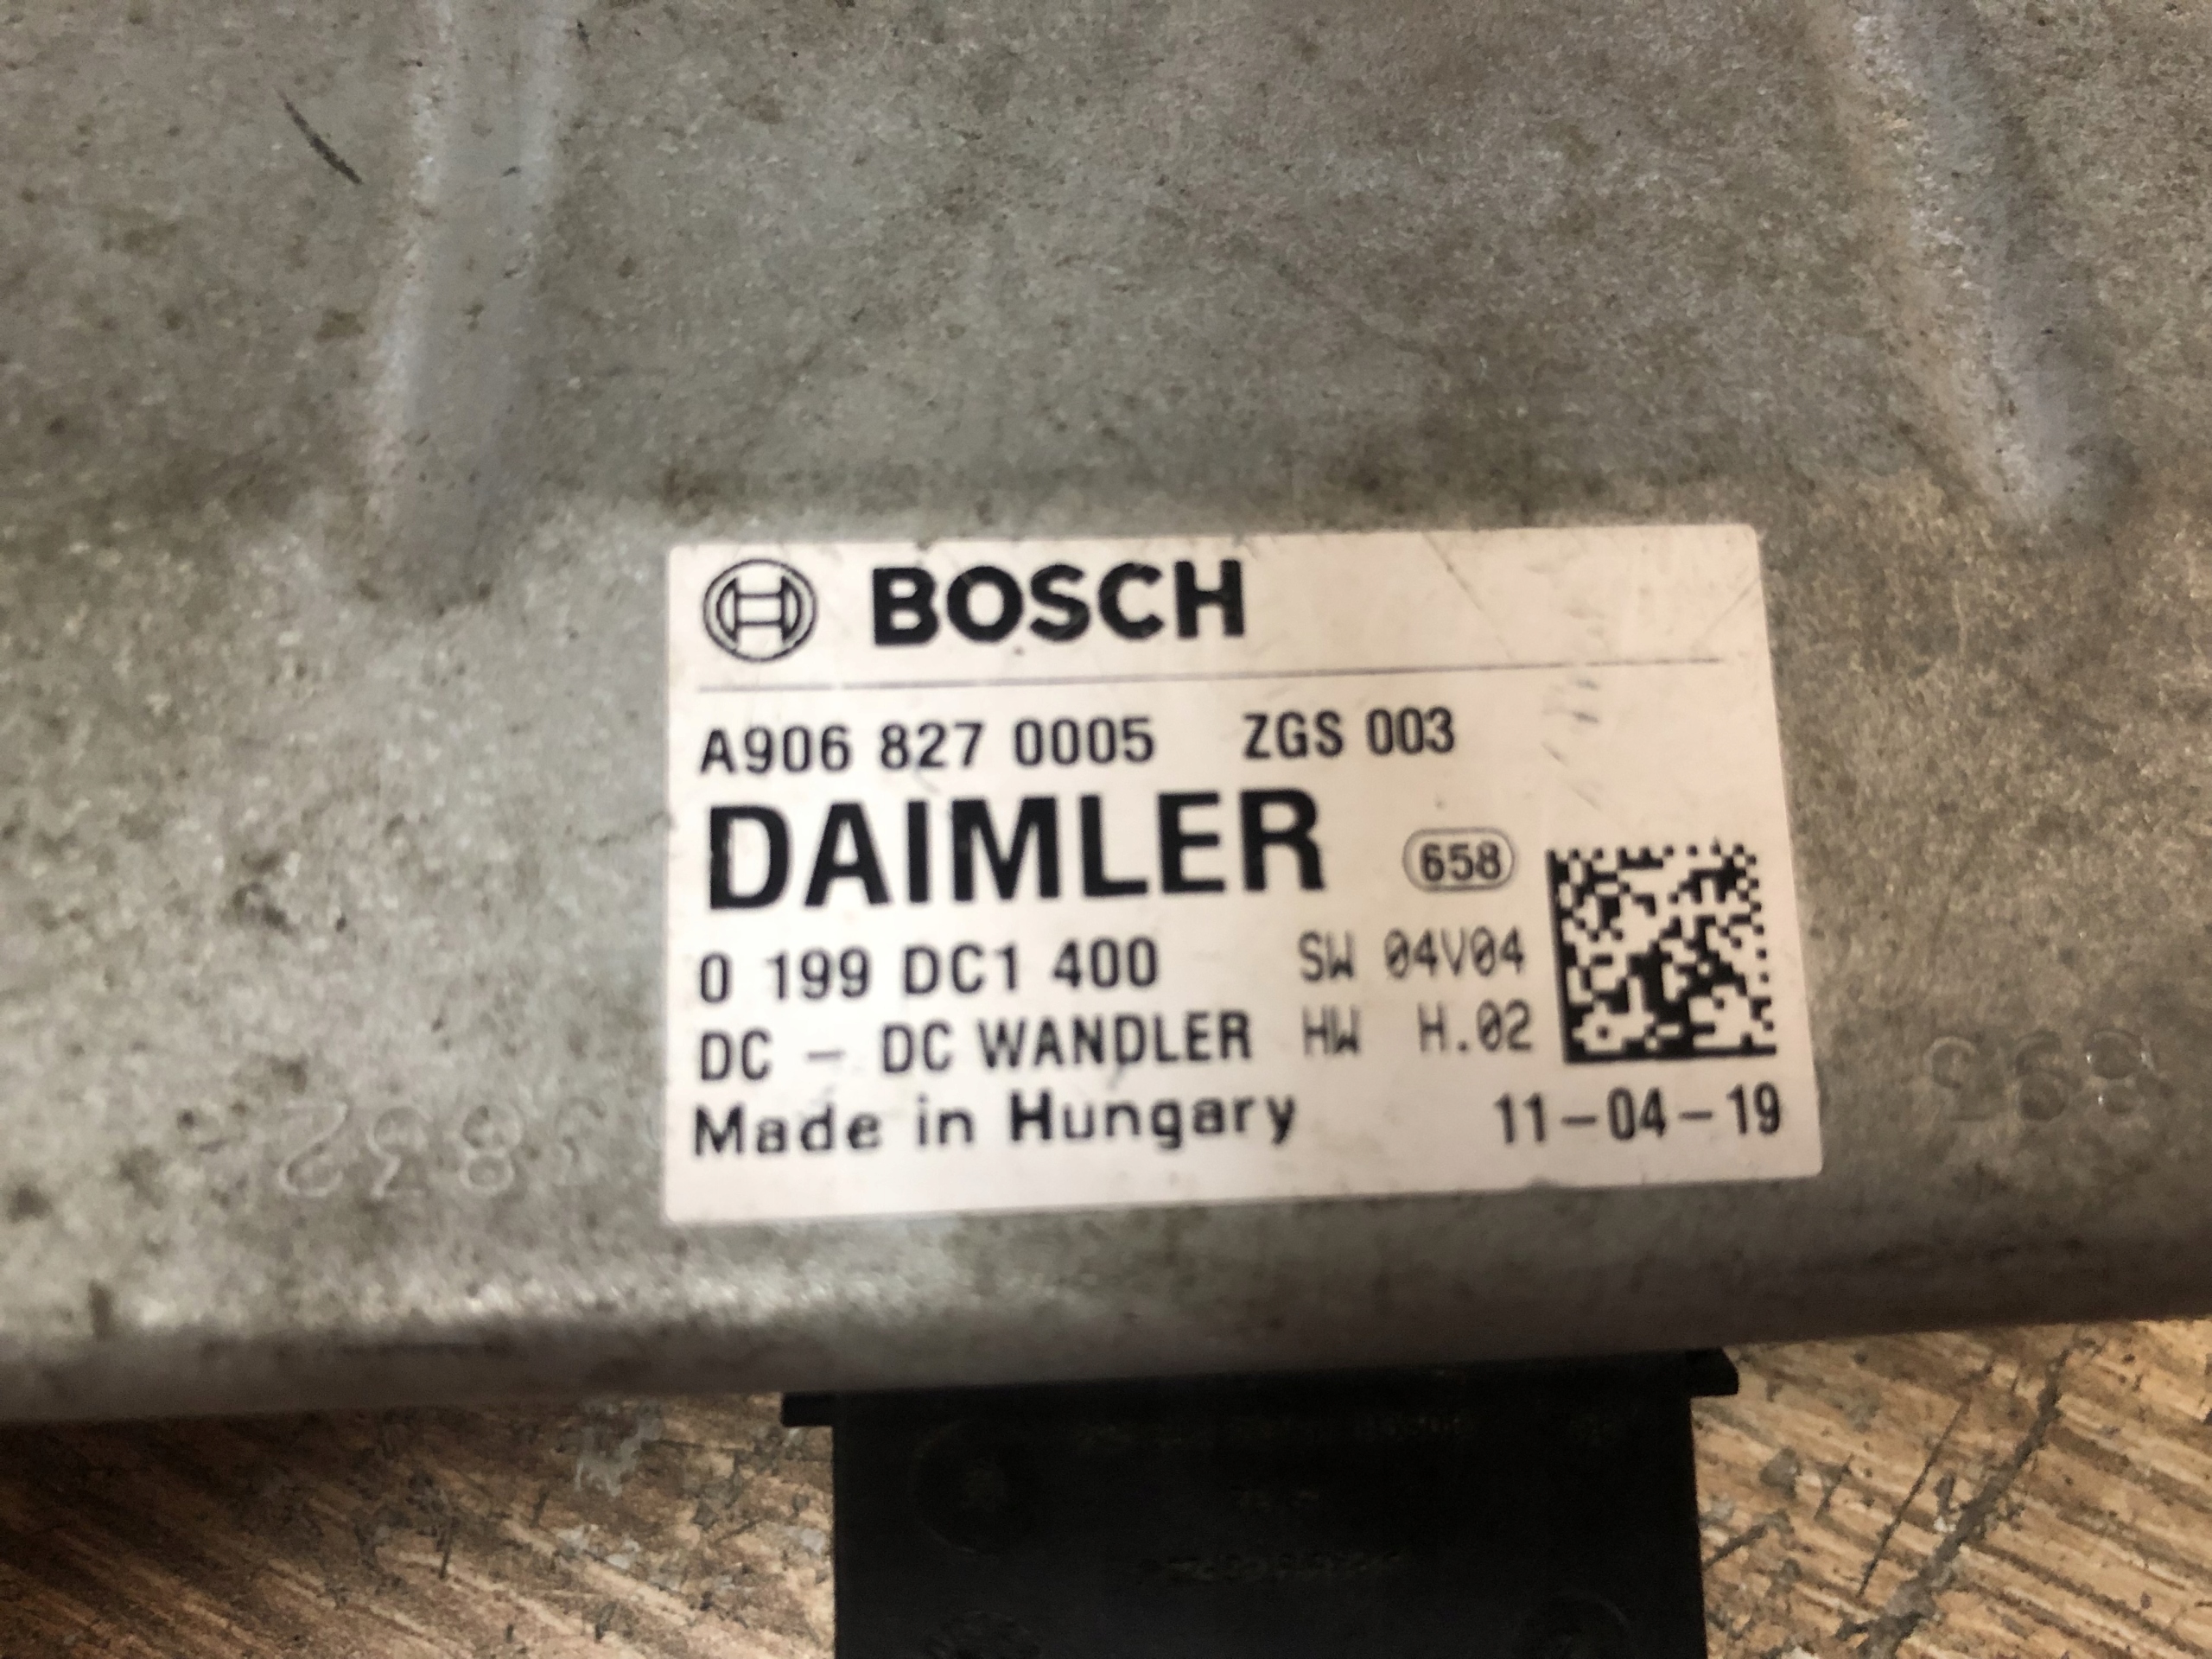 BOSCH
A906 827 0005 ZGS 003
DAIMLER 658
0 199 DC1 400 SW 04V04
DC - DC WANDLER HW H.02
Made in Hungary 11-04-19